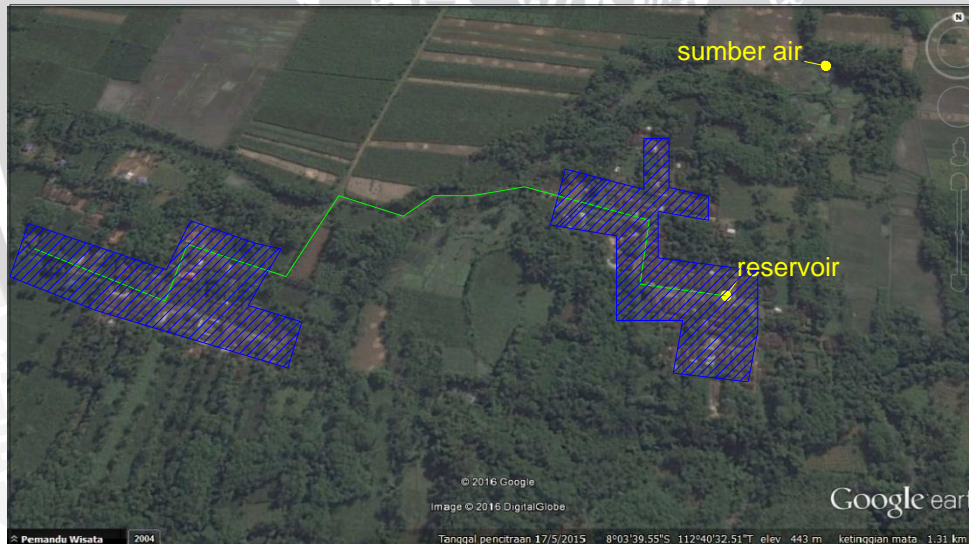 N
sumber air
reservoir
© 2016 Google
Image © 2016 DigitalGlobe
Google eart
Pemandu Wisata 2004 Tanggal pencitraan 17/5/2015 8°03'39.55"S 112°40'32.51"T elev 443 m ketinggian mata 1.31 km